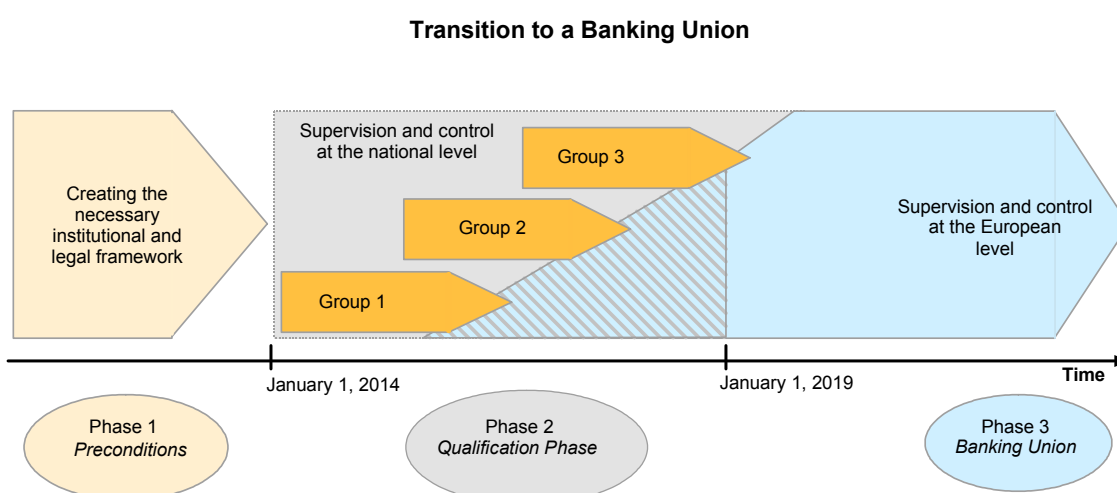 Transition to a Banking Union
Creating the
necessary
institutional and
legal framework
Supervision and control
at the national level
Group 3
Group 2
Group 1
Supervision and control
at the European
level
January 1, 2014
January 1, 2019
Time
Phase 1
Preconditions
Phase 2
Qualification Phase
Phase 3
Banking Union